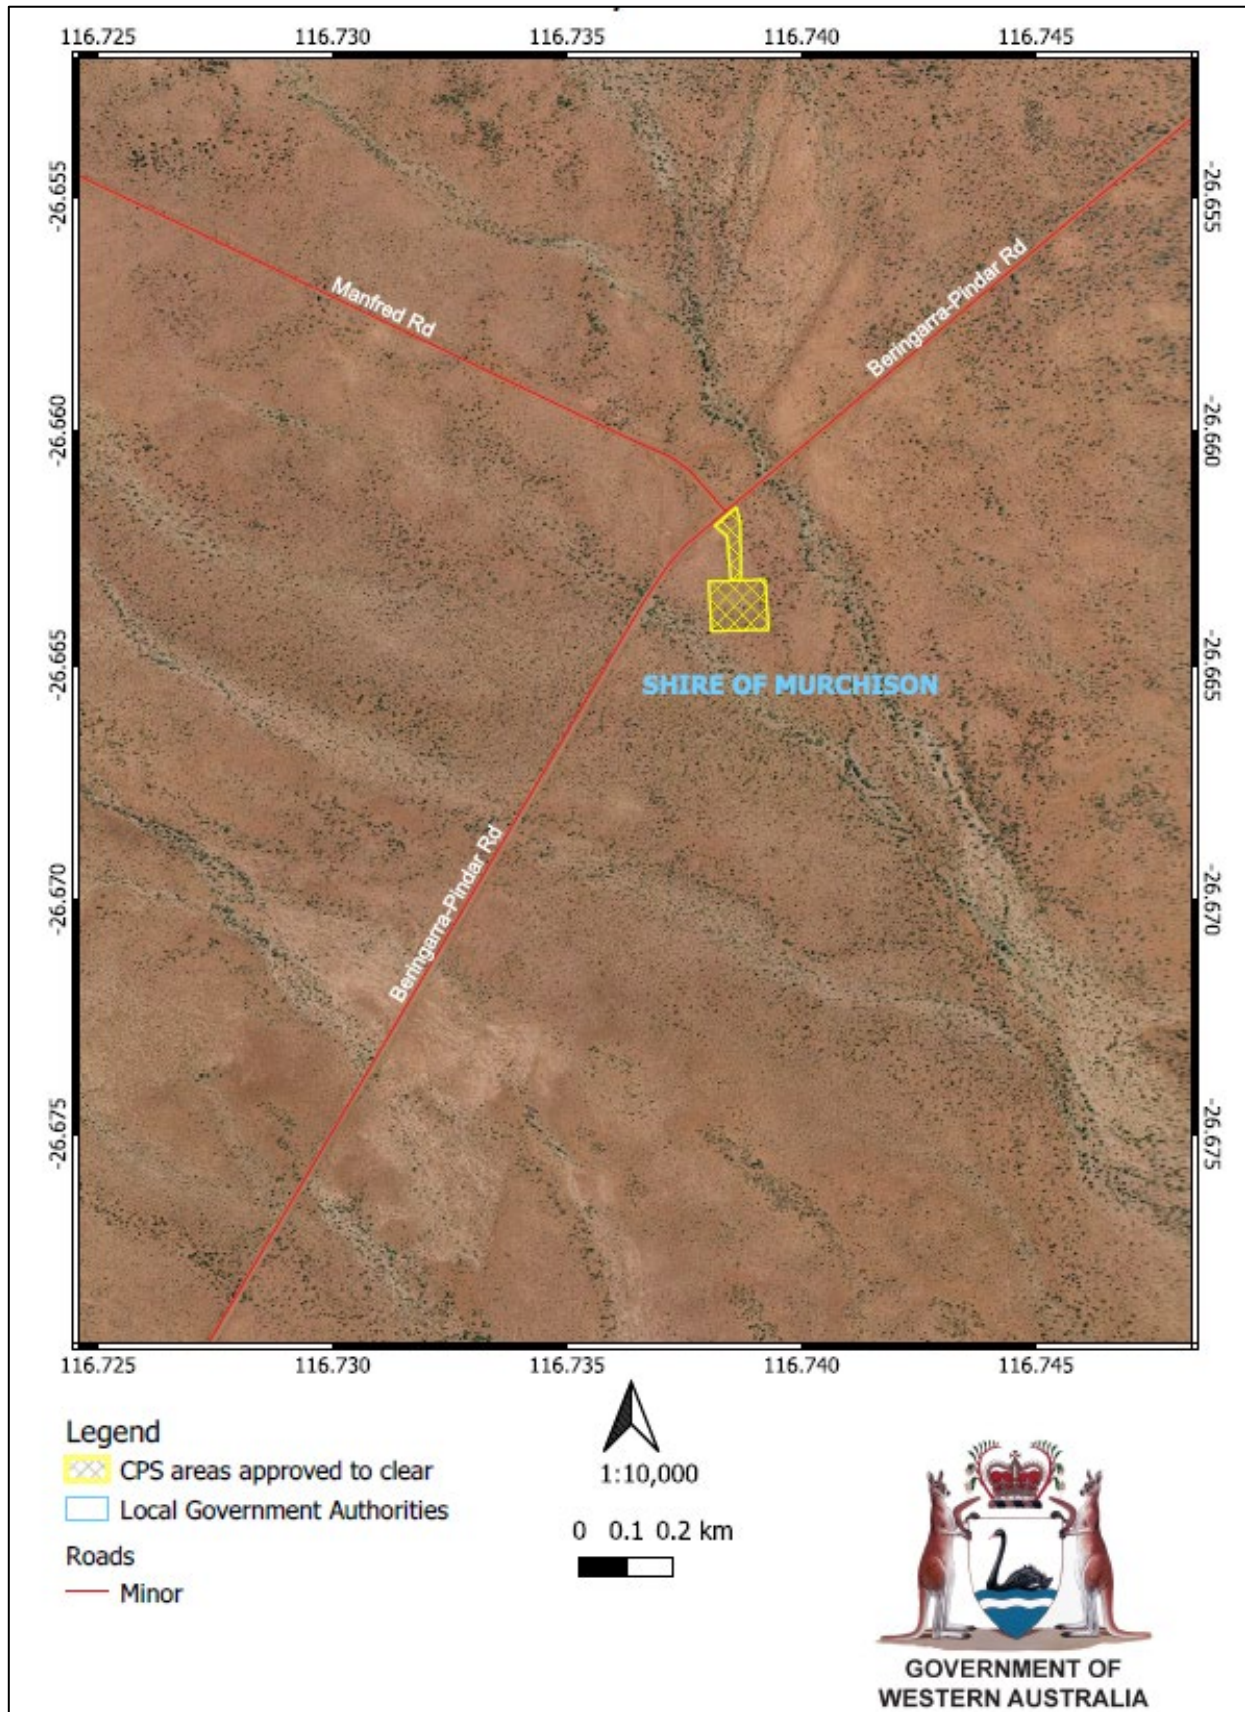 116.725 116.730 116.735 116.740 116.745
-26.655
-26.655
Manfred Rd
Beringarra-Pindar Rd
-26.660
-26.660
-26.665
-26.665
SHIRE OF MURCHISON
Beringarra-Pindar Rd
-26.670
-26.670
-26.675
-26.675
116.725 116.730 116.735 116.740 116.745
Legend
CPS areas approved to clear
Local Government Authorities
Roads
Minor
1:10,000
0 0.1 0.2 km
GOVERNMENT OF
WESTERN AUSTRALIA